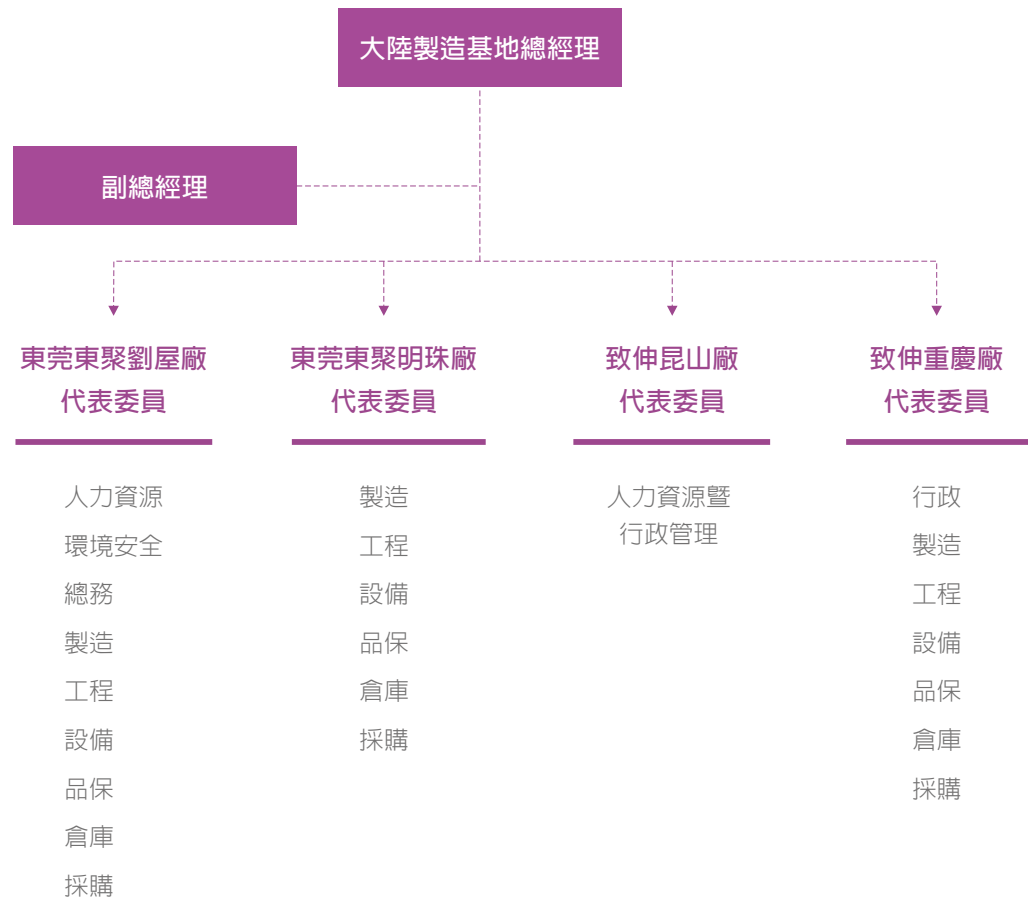 大陸製造基地總經理
副總經理
東莞東聚劉屋廠
代表委員
人力資源
環境安全
總務
製造
工程
設備
品保
倉庫
採購
東莞東聚明珠廠
代表委員
製造
工程
設備
品保
倉庫
採購
致伸昆山廠
代表委員
人力資源暨
行政管理
致伸重慶廠
代表委員
行政
製造
工程
設備
品保
倉庫
採購